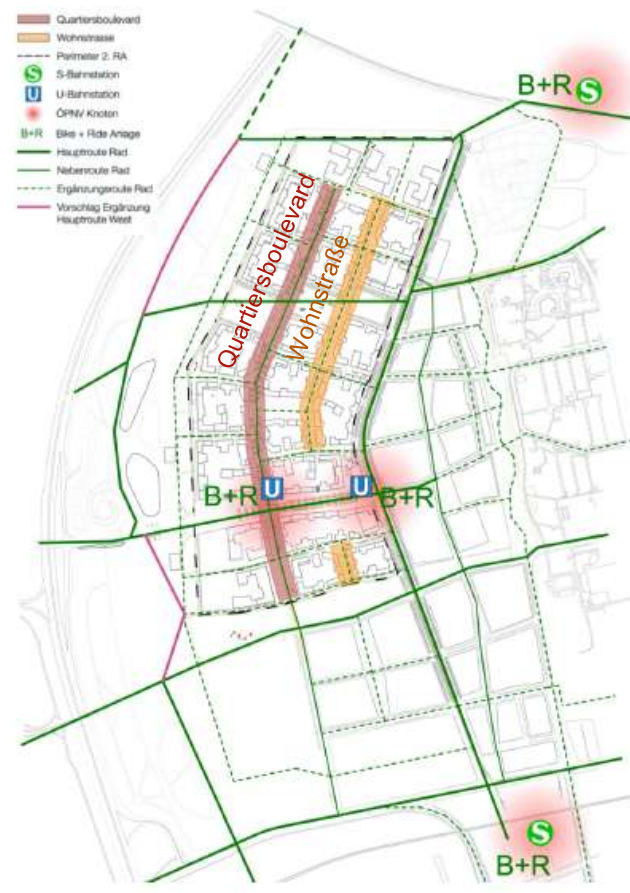 Quartiersboulevard
Wohnstrasse
Perimeter 2. RA
S S-Bahnstation
U U-Bahnstation
ÖPNV Knoten
B+R Bike + Ride Anlage
Hauptroute Rad
Nebenroute Rad
Ergänzungsroute Rad
Vorschlag Ergänzung
Hauptroute West
B+R S
Quartiersboulevard
Wohnstraße
B+R U
U B+R
S
B+R